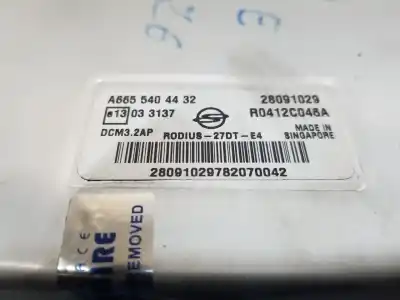 A665 540 44 32
28091029
e13 03 3137
R0412C046A
DCM3.2AP
RODIUS-27DT-E4
MADE IN
SINGAPORE
28091029782070042
REMOVED